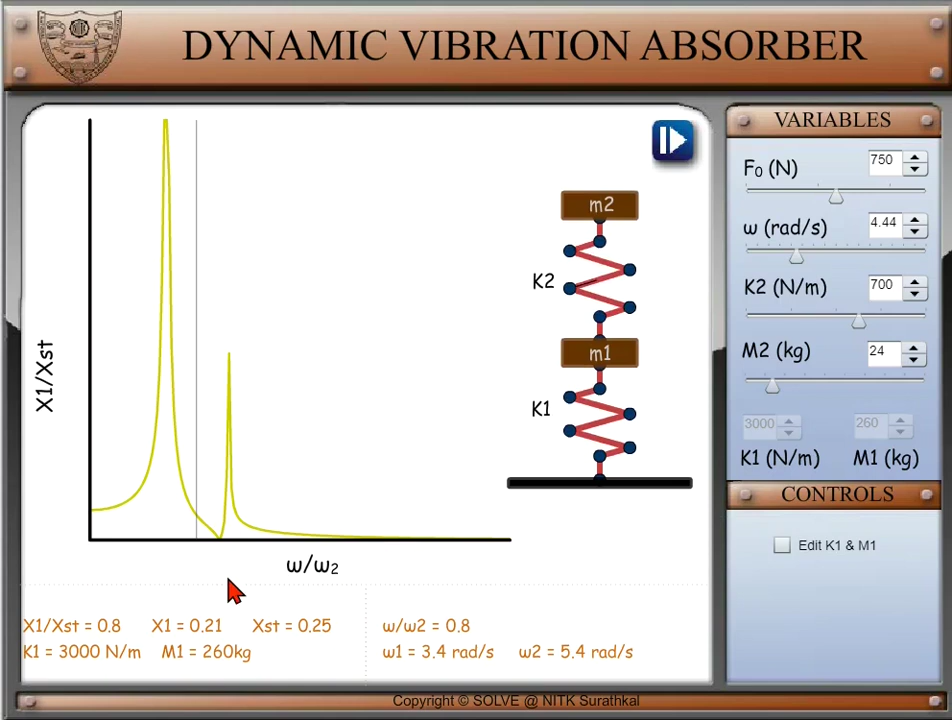 DYNAMIC VIBRATION ABSORBER
NITK
X1/Xst
ω/ω2
m2
K2
m1
K1
VARIABLES
F0 (N) 750
ω (rad/s) 4.44
K2 (N/m) 700
M2 (kg) 24
3000 260
K1 (N/m) M1 (kg)
CONTROLS
Edit K1 & M1
X1/Xst = 0.8 X1 = 0.21 Xst = 0.25 ω/ω2 = 0.8
K1 = 3000 N/m M1 = 260kg ω1 = 3.4 rad/s ω2 = 5.4 rad/s
Copyright © SOLVE @ NITK Surathkal